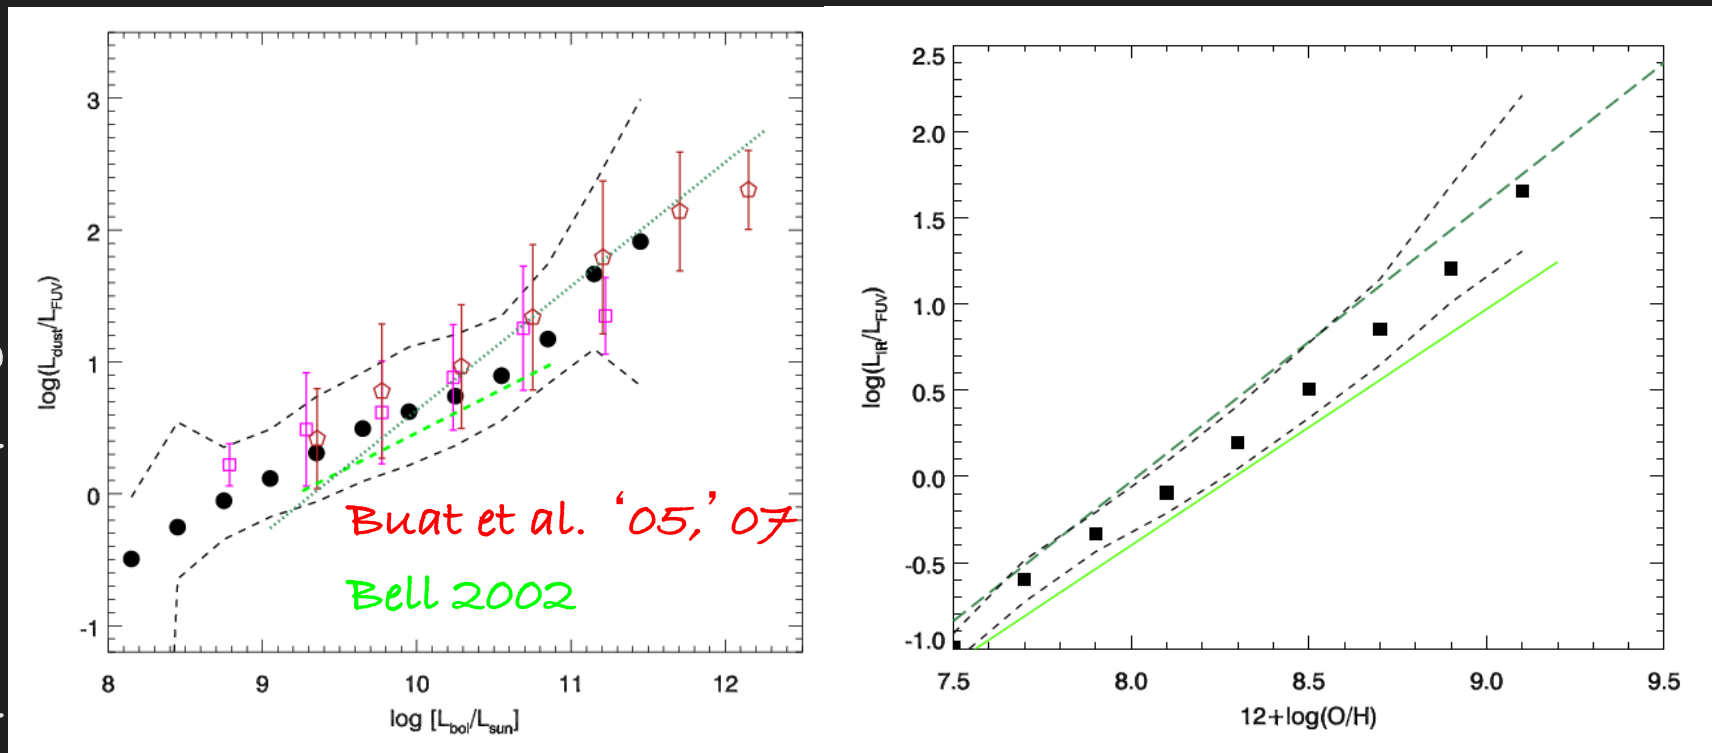 3
2
1
0
-1
8 9 10 11 12
log(L_dust/L_FUV)
log [L_bol/L_sun]
Buat et al. ‘05,’ 07
Bell 2002
2.5
2.0
1.5
1.0
0.5
0.0
-0.5
-1.0
7.5 8.0 8.5 9.0 9.5
log(L_IR/L_FUV)
12+log(O/H)